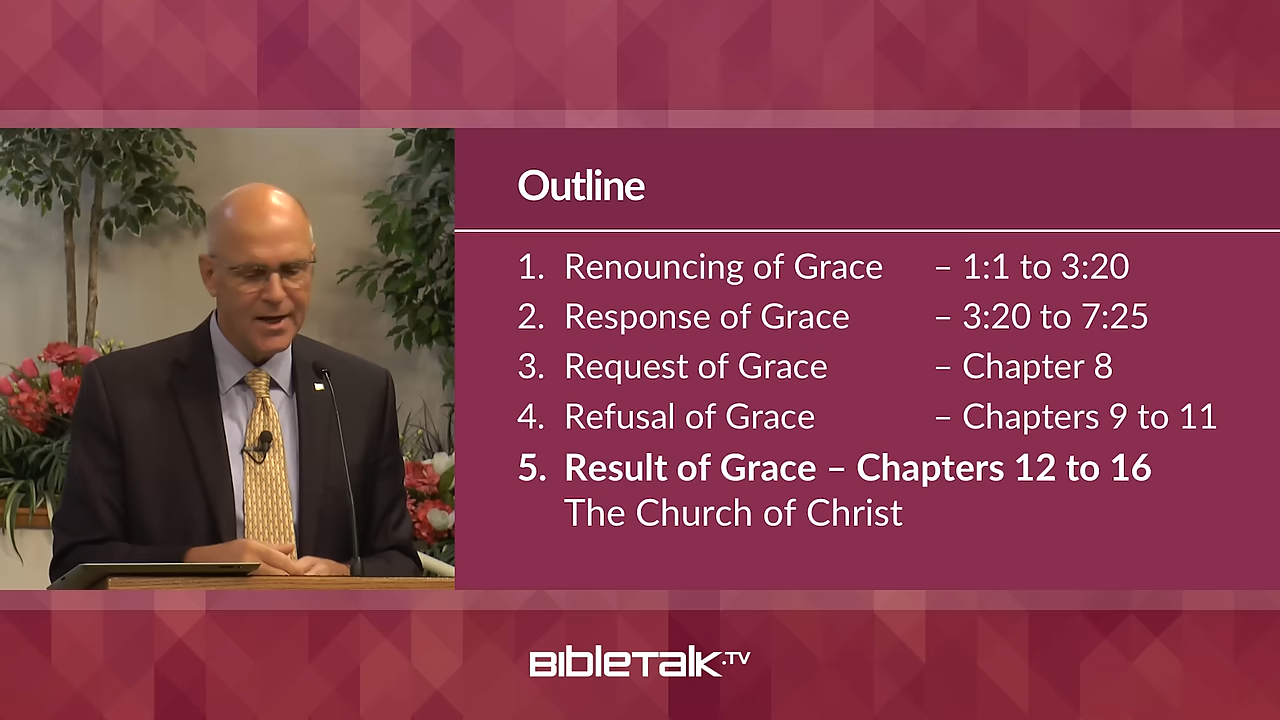 Outline
1. Renouncing of Grace – 1:1 to 3:20
2. Response of Grace – 3:20 to 7:25
3. Request of Grace – Chapter 8
4. Refusal of Grace – Chapters 9 to 11
5. Result of Grace – Chapters 12 to 16
The Church of Christ
BIBLETALK.TV